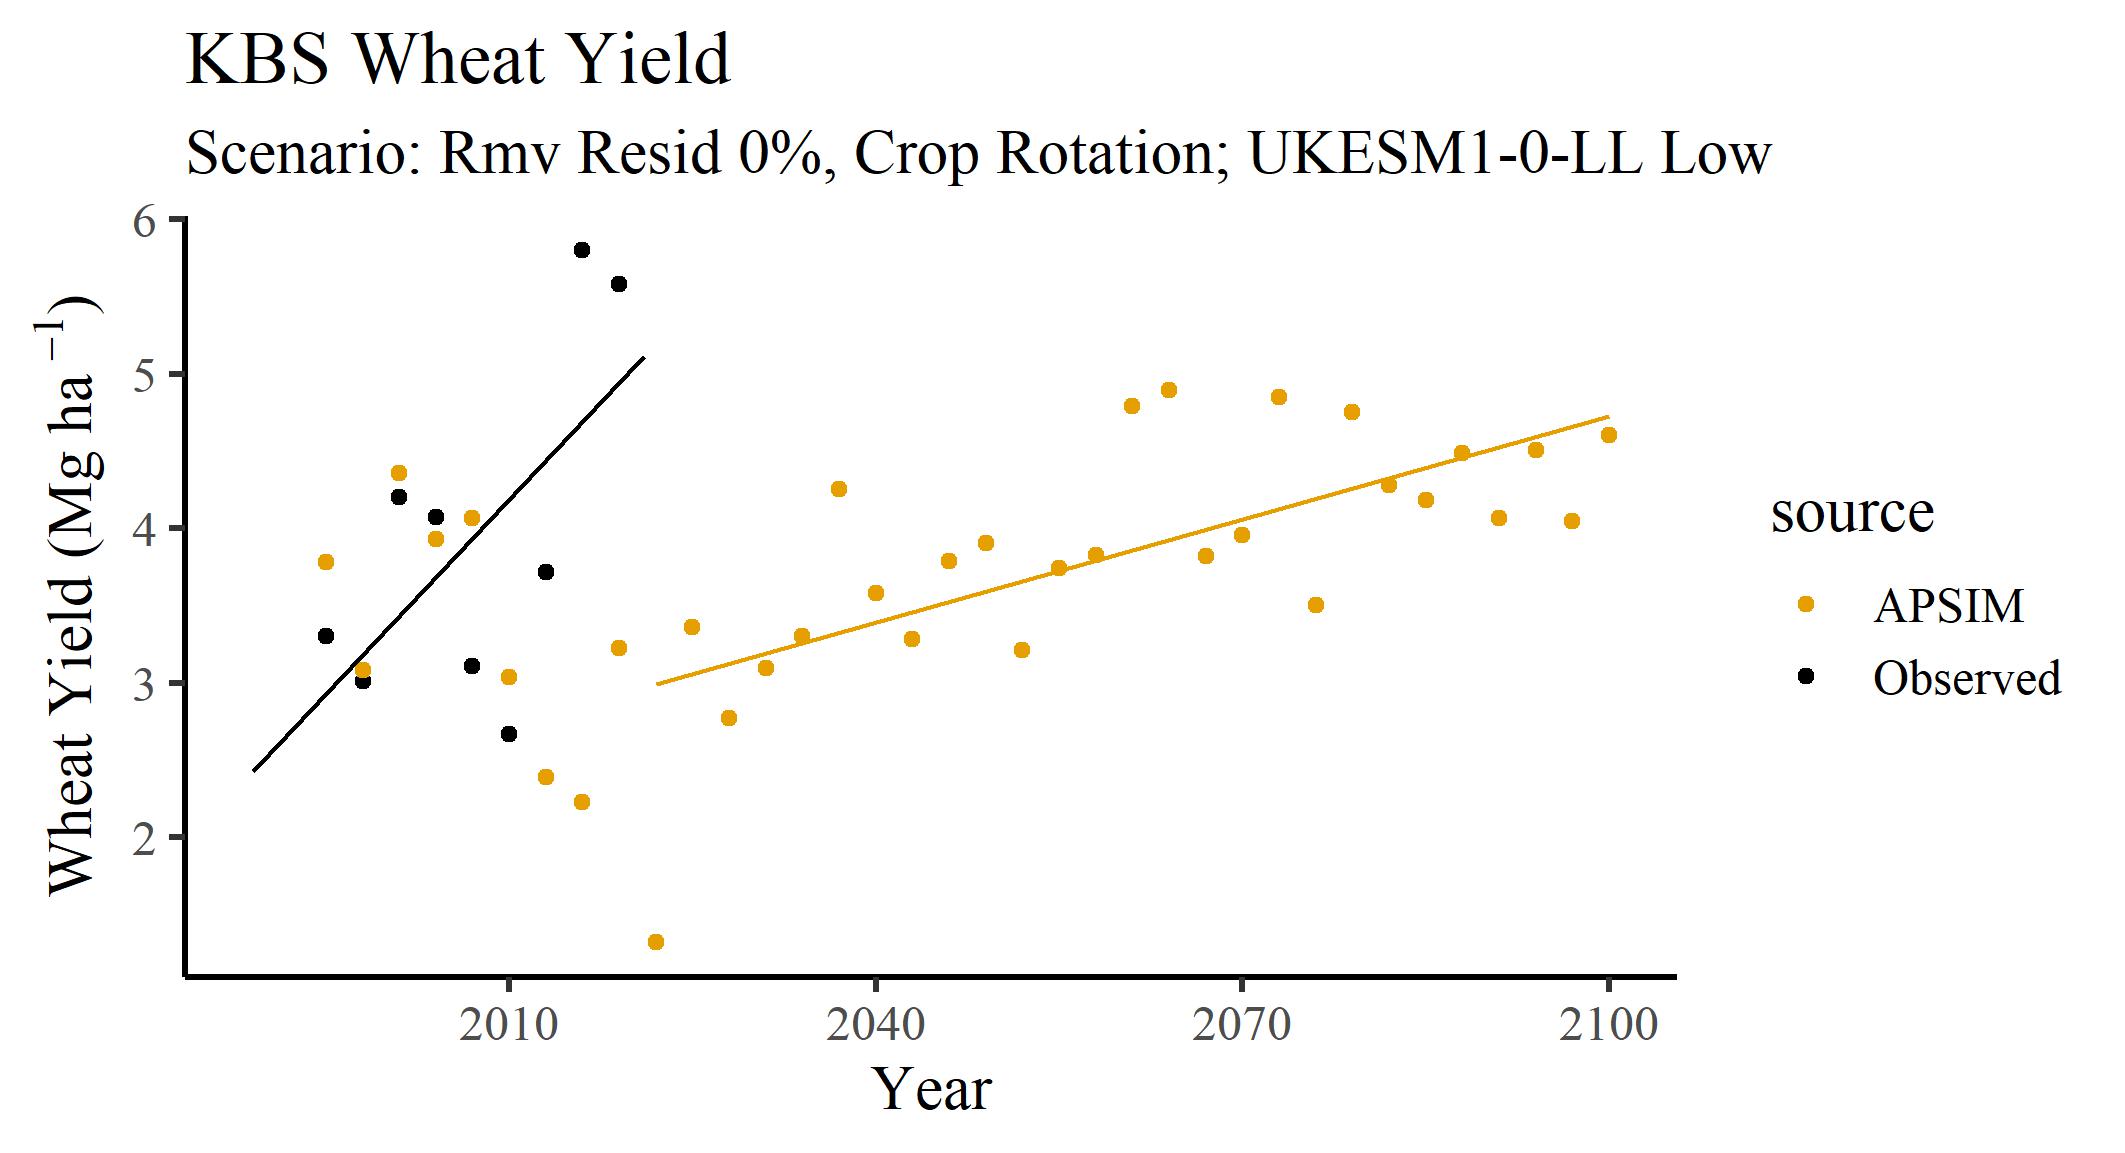 KBS Wheat Yield
Scenario: Rmv Resid 0%, Crop Rotation; UKESM1-0-LL Low
Wheat Yield (Mg ha −1)
6
5
4
3
2
2010 2040 2070 2100
Year
source
APSIM
Observed